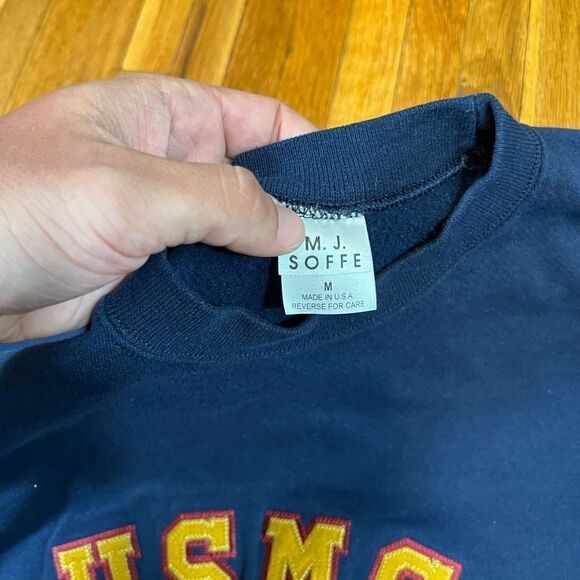 M. J.
SOFFE
M
MADE IN U.S.A.
REVERSE FOR CARE
USMC